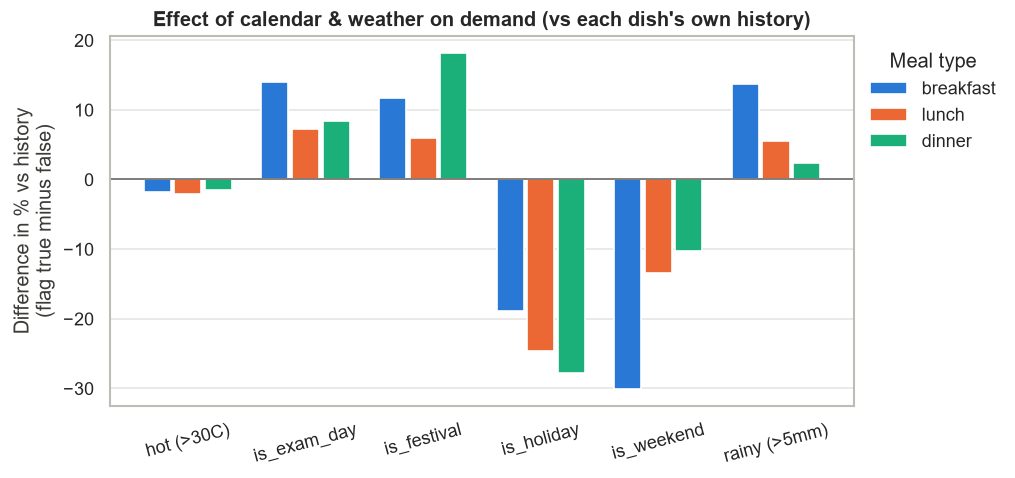 Effect of calendar & weather on demand (vs each dish's own history)
Difference in % vs history
(flag true minus false)
20
10
0
−10
−20
−30
hot (>30C)
is_exam_day
is_festival
is_holiday
is_weekend
rainy (>5mm)
Meal type
breakfast
lunch
dinner